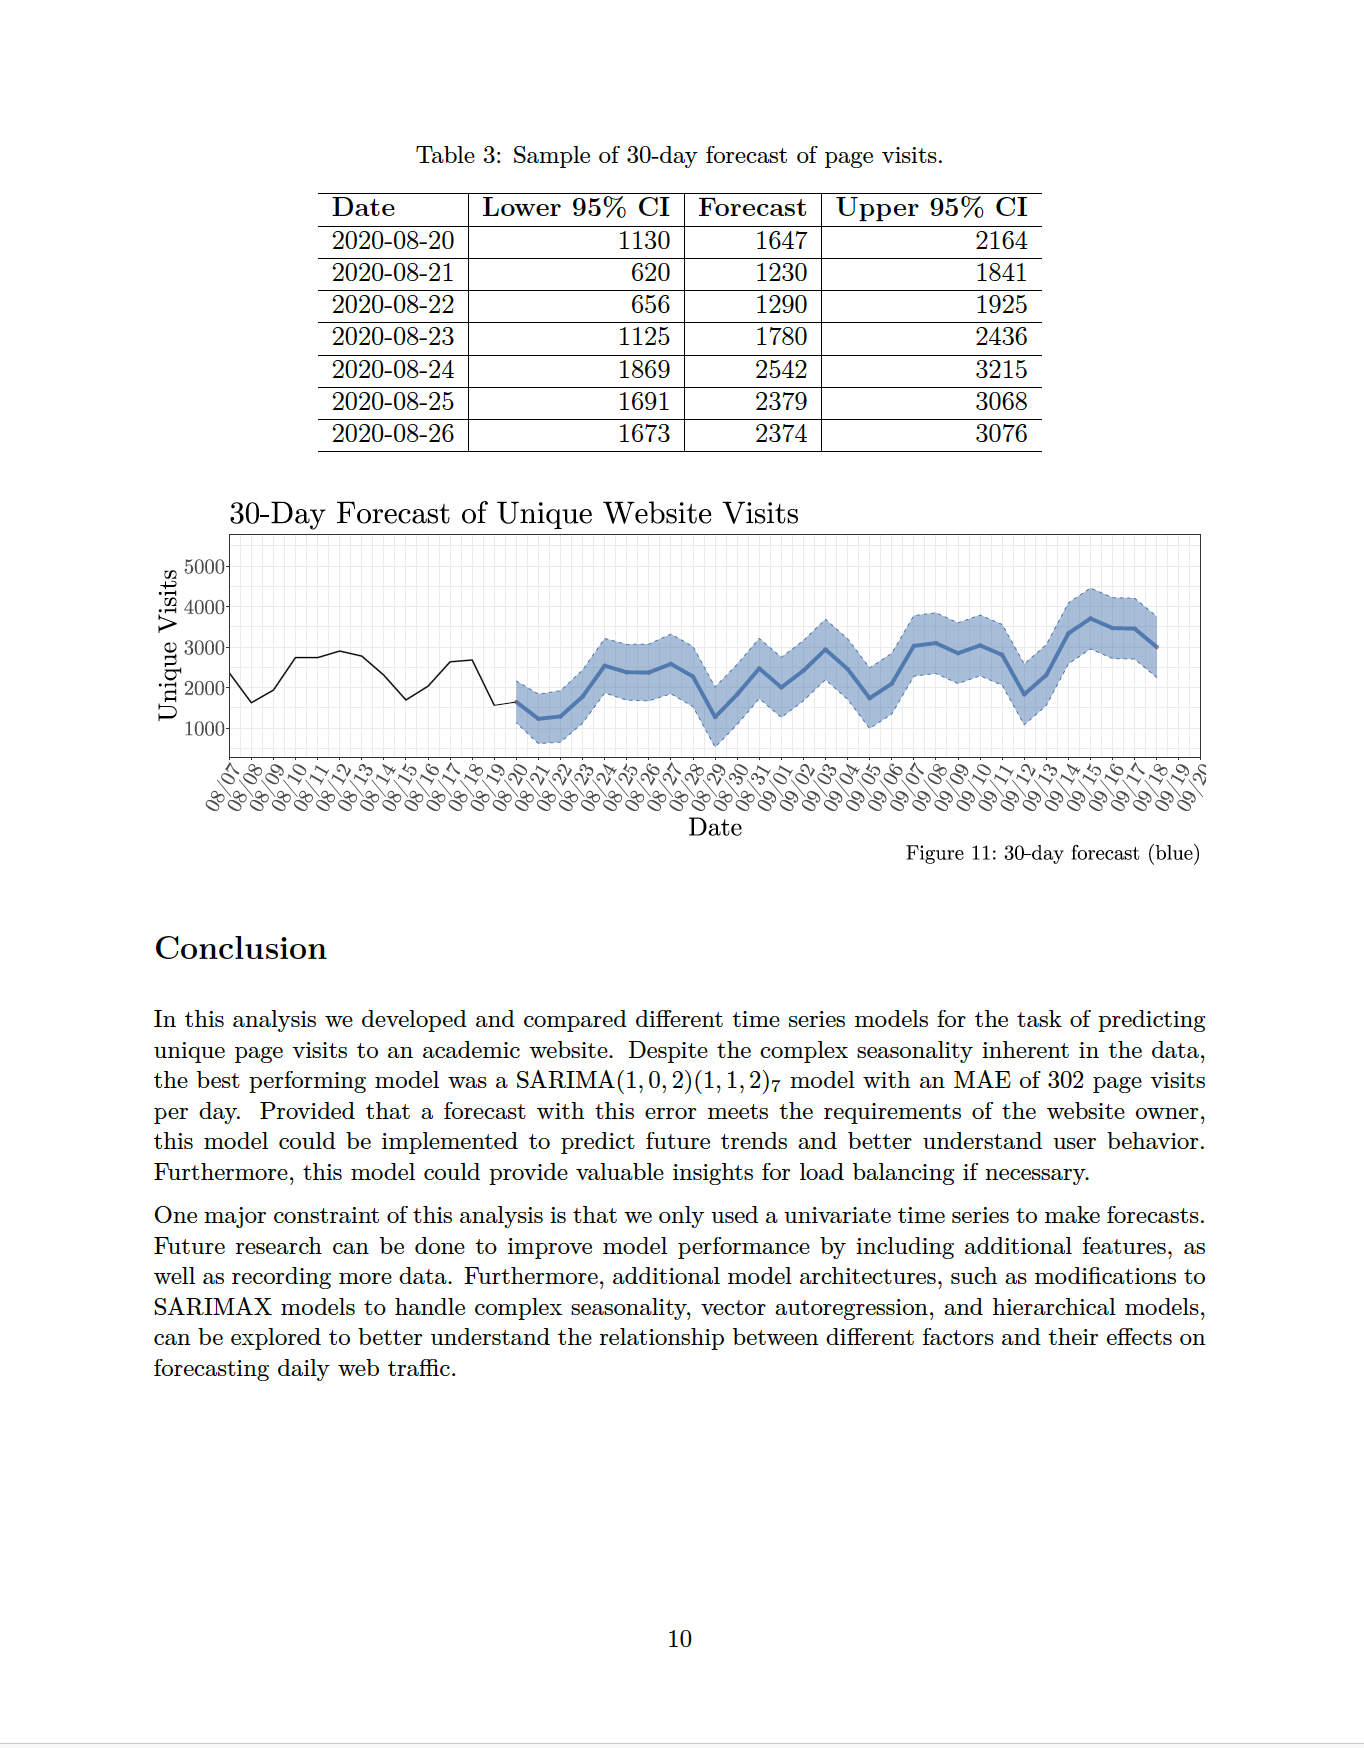 Table 3: Sample of 30-day forecast of page visits.
Date Lower 95% CI Forecast Upper 95% CI
2020-08-20 1130 1647 2164
2020-08-21 620 1230 1841
2020-08-22 656 1290 1925
2020-08-23 1125 1780 2436
2020-08-24 1869 2542 3215
2020-08-25 1691 2379 3068
2020-08-26 1673 2374 3076
30-Day Forecast of Unique Website Visits
Unique Visits
5000
4000
3000
2000
1000
08/07 08/08 08/09 08/10 08/11 08/12 08/13 08/14 08/15 08/16 08/17 08/18 08/19 08/20 08/21 08/22 08/23 08/24 08/25 08/26 08/27 08/28 08/29 08/30 08/31 09/01 09/02 09/03 09/04 09/05 09/06 09/07 09/08 09/09 09/10 09/11 09/12 09/13 09/14 09/15 09/16 09/17 09/18 09/19 09/20
Date
Figure 11: 30-day forecast (blue)
Conclusion
In this analysis we developed and compared different time series models for the task of predicting
unique page visits to an academic website. Despite the complex seasonality inherent in the data,
the best performing model was a SARIMA(1, 0, 2)(1, 1, 2)₇ model with an MAE of 302 page visits
per day. Provided that a forecast with this error meets the requirements of the website owner,
this model could be implemented to predict future trends and better understand user behavior.
Furthermore, this model could provide valuable insights for load balancing if necessary.
One major constraint of this analysis is that we only used a univariate time series to make forecasts.
Future research can be done to improve model performance by including additional features, as
well as recording more data. Furthermore, additional model architectures, such as modifications to
SARIMAX models to handle complex seasonality, vector autoregression, and hierarchical models,
can be explored to better understand the relationship between different factors and their effects on
forecasting daily web traffic.
10